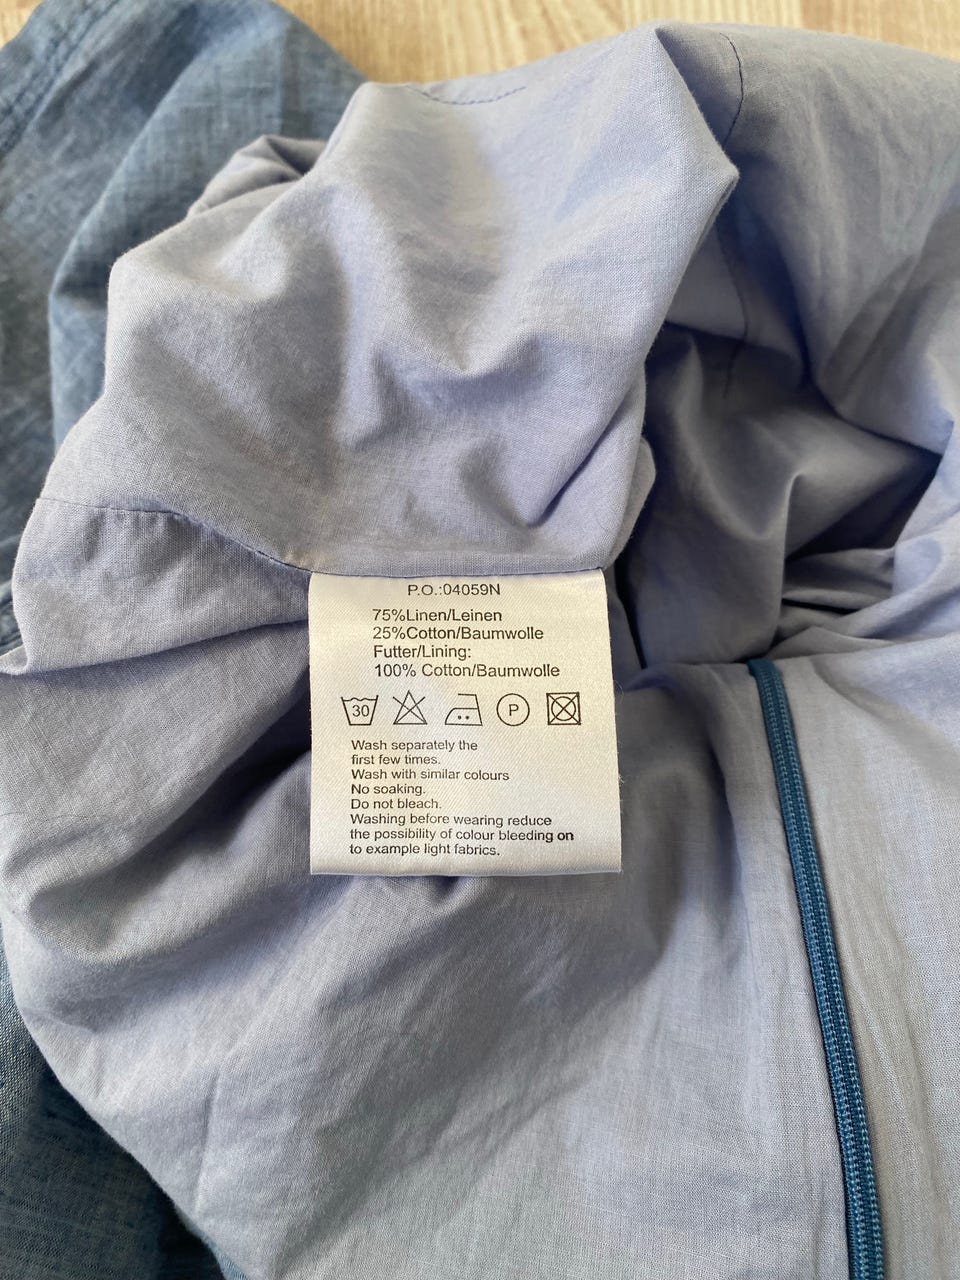 P.O.:04059N
75%Linen/Leinen
25%Cotton/Baumwolle
Futter/Lining:
100% Cotton/Baumwolle
30 P
Wash separately the
first few times.
Wash with similar colours
No soaking.
Do not bleach.
Washing before wearing reduce
the possibility of colour bleeding on
to example light fabrics.